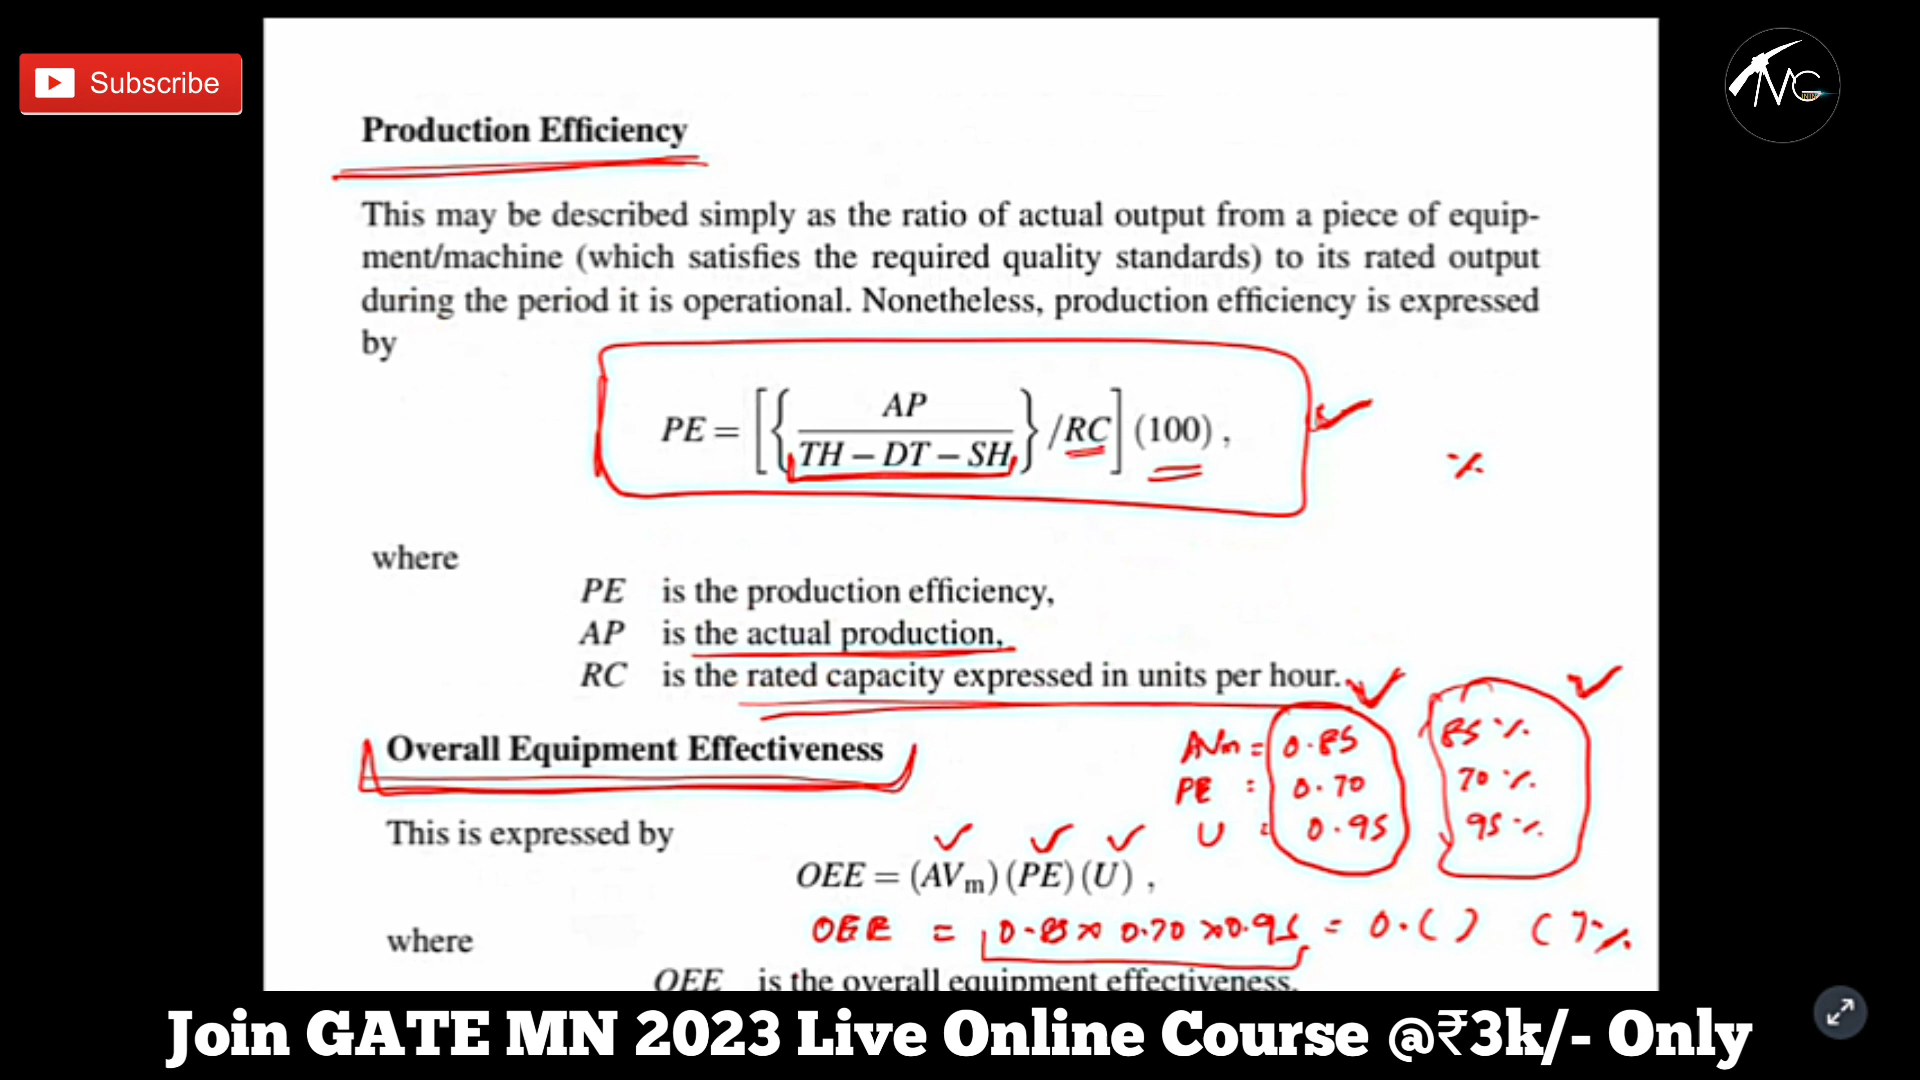 Subscribe
MG
Production Efficiency
This may be described simply as the ratio of actual output from a piece of equip-
ment/machine (which satisfies the required quality standards) to its rated output
during the period it is operational. Nonetheless, production efficiency is expressed
by
PE = [{ AP / TH − DT − SH } /RC] (100) ,
%
where
PE is the production efficiency,
AP is the actual production,
RC is the rated capacity expressed in units per hour.
Overall Equipment Effectiveness
AVm = 0.85 85 %
PE : 0.70 70 %
U = 0.95 95 %
This is expressed by
OEE = (AVm) (PE) (U) ,
OEE = 0.85 × 0.70 × 0.95 = 0.( ) ( )%
where
OEE is the overall equipment effectiveness.
Join GATE MN 2023 Live Online Course @₹3k/- Only